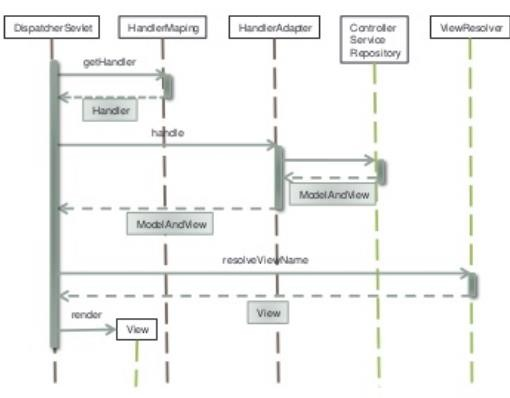 DispatcherSevlet
HandlerMaping
HandlerAdapter
Controller
Service
Repository
ViewResolver
getHandler
Handler
handle
ModelAndView
ModelAndView
resolveViewName
View
render
View